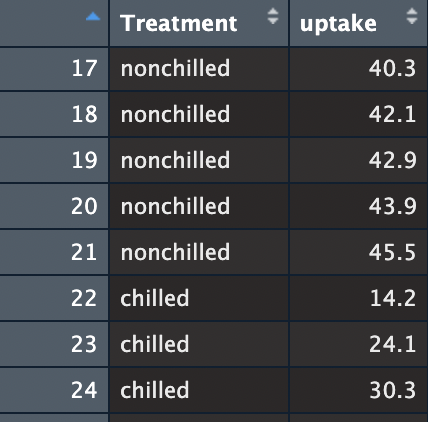 Treatment uptake
17 nonchilled 40.3
18 nonchilled 42.1
19 nonchilled 42.9
20 nonchilled 43.9
21 nonchilled 45.5
22 chilled 14.2
23 chilled 24.1
24 chilled 30.3